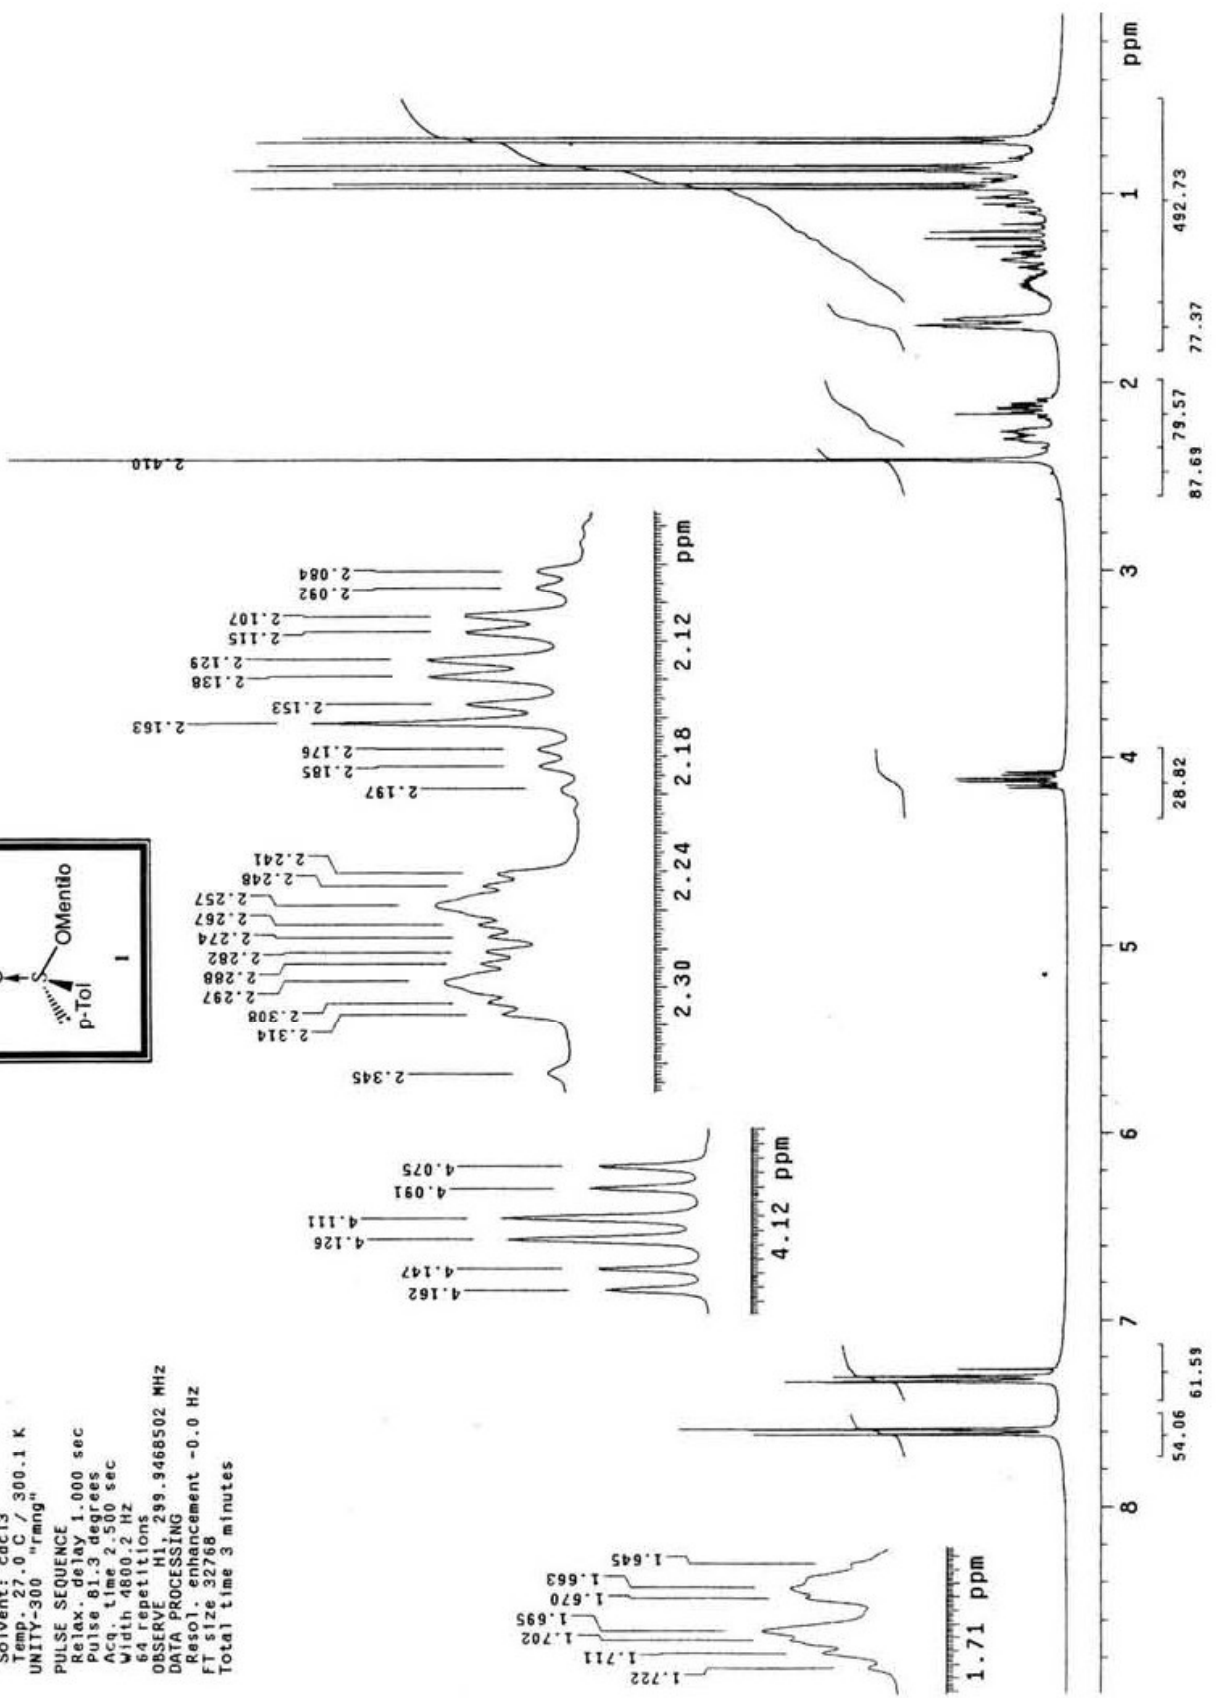 Solvent: cdcl3
Temp. 27.0 C / 300.1 K
UNITY-300 "rmng"
PULSE SEQUENCE
Relax. delay 1.000 sec
Pulse 81.3 degrees
Acq. time 2.500 sec
Width 4800.2 Hz
64 repetitions
OBSERVE H1, 299.9468502 MHz
DATA PROCESSING
Resol. enhancement -0.0 Hz
FT size 32768
Total time 3 minutes
S
OMentilo
p-Tol
1
2.410
1.722
1.711
1.702
1.695
1.670
1.663
1.645
1.71 ppm
4.162
4.147
4.126
4.111
4.091
4.075
4.12 ppm
2.345
2.314
2.308
2.297
2.288
2.282
2.274
2.267
2.257
2.248
2.241
2.197
2.185
2.176
2.163
2.153
2.138
2.129
2.115
2.107
2.092
2.084
2.30 2.24 2.18 2.12 ppm
8 7 6 5 4 3 2 1 ppm
54.06 61.59 28.82 87.69 79.57 77.37 492.73